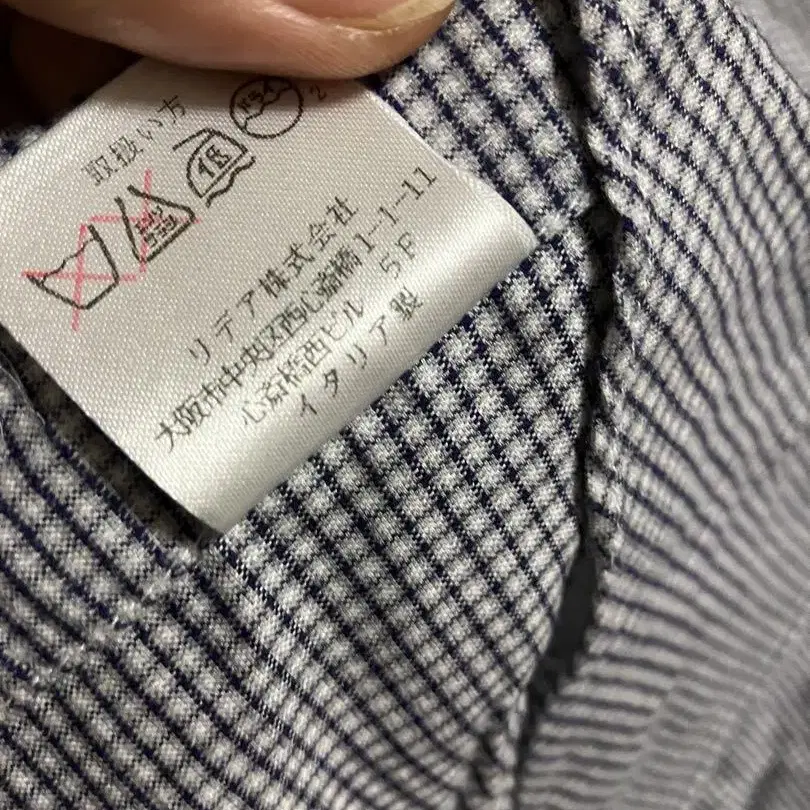 取扱い方
リデア株式会社
大阪市中央区西心斎橋1-1-11
心斎橋西ビル 5F
イタリア製